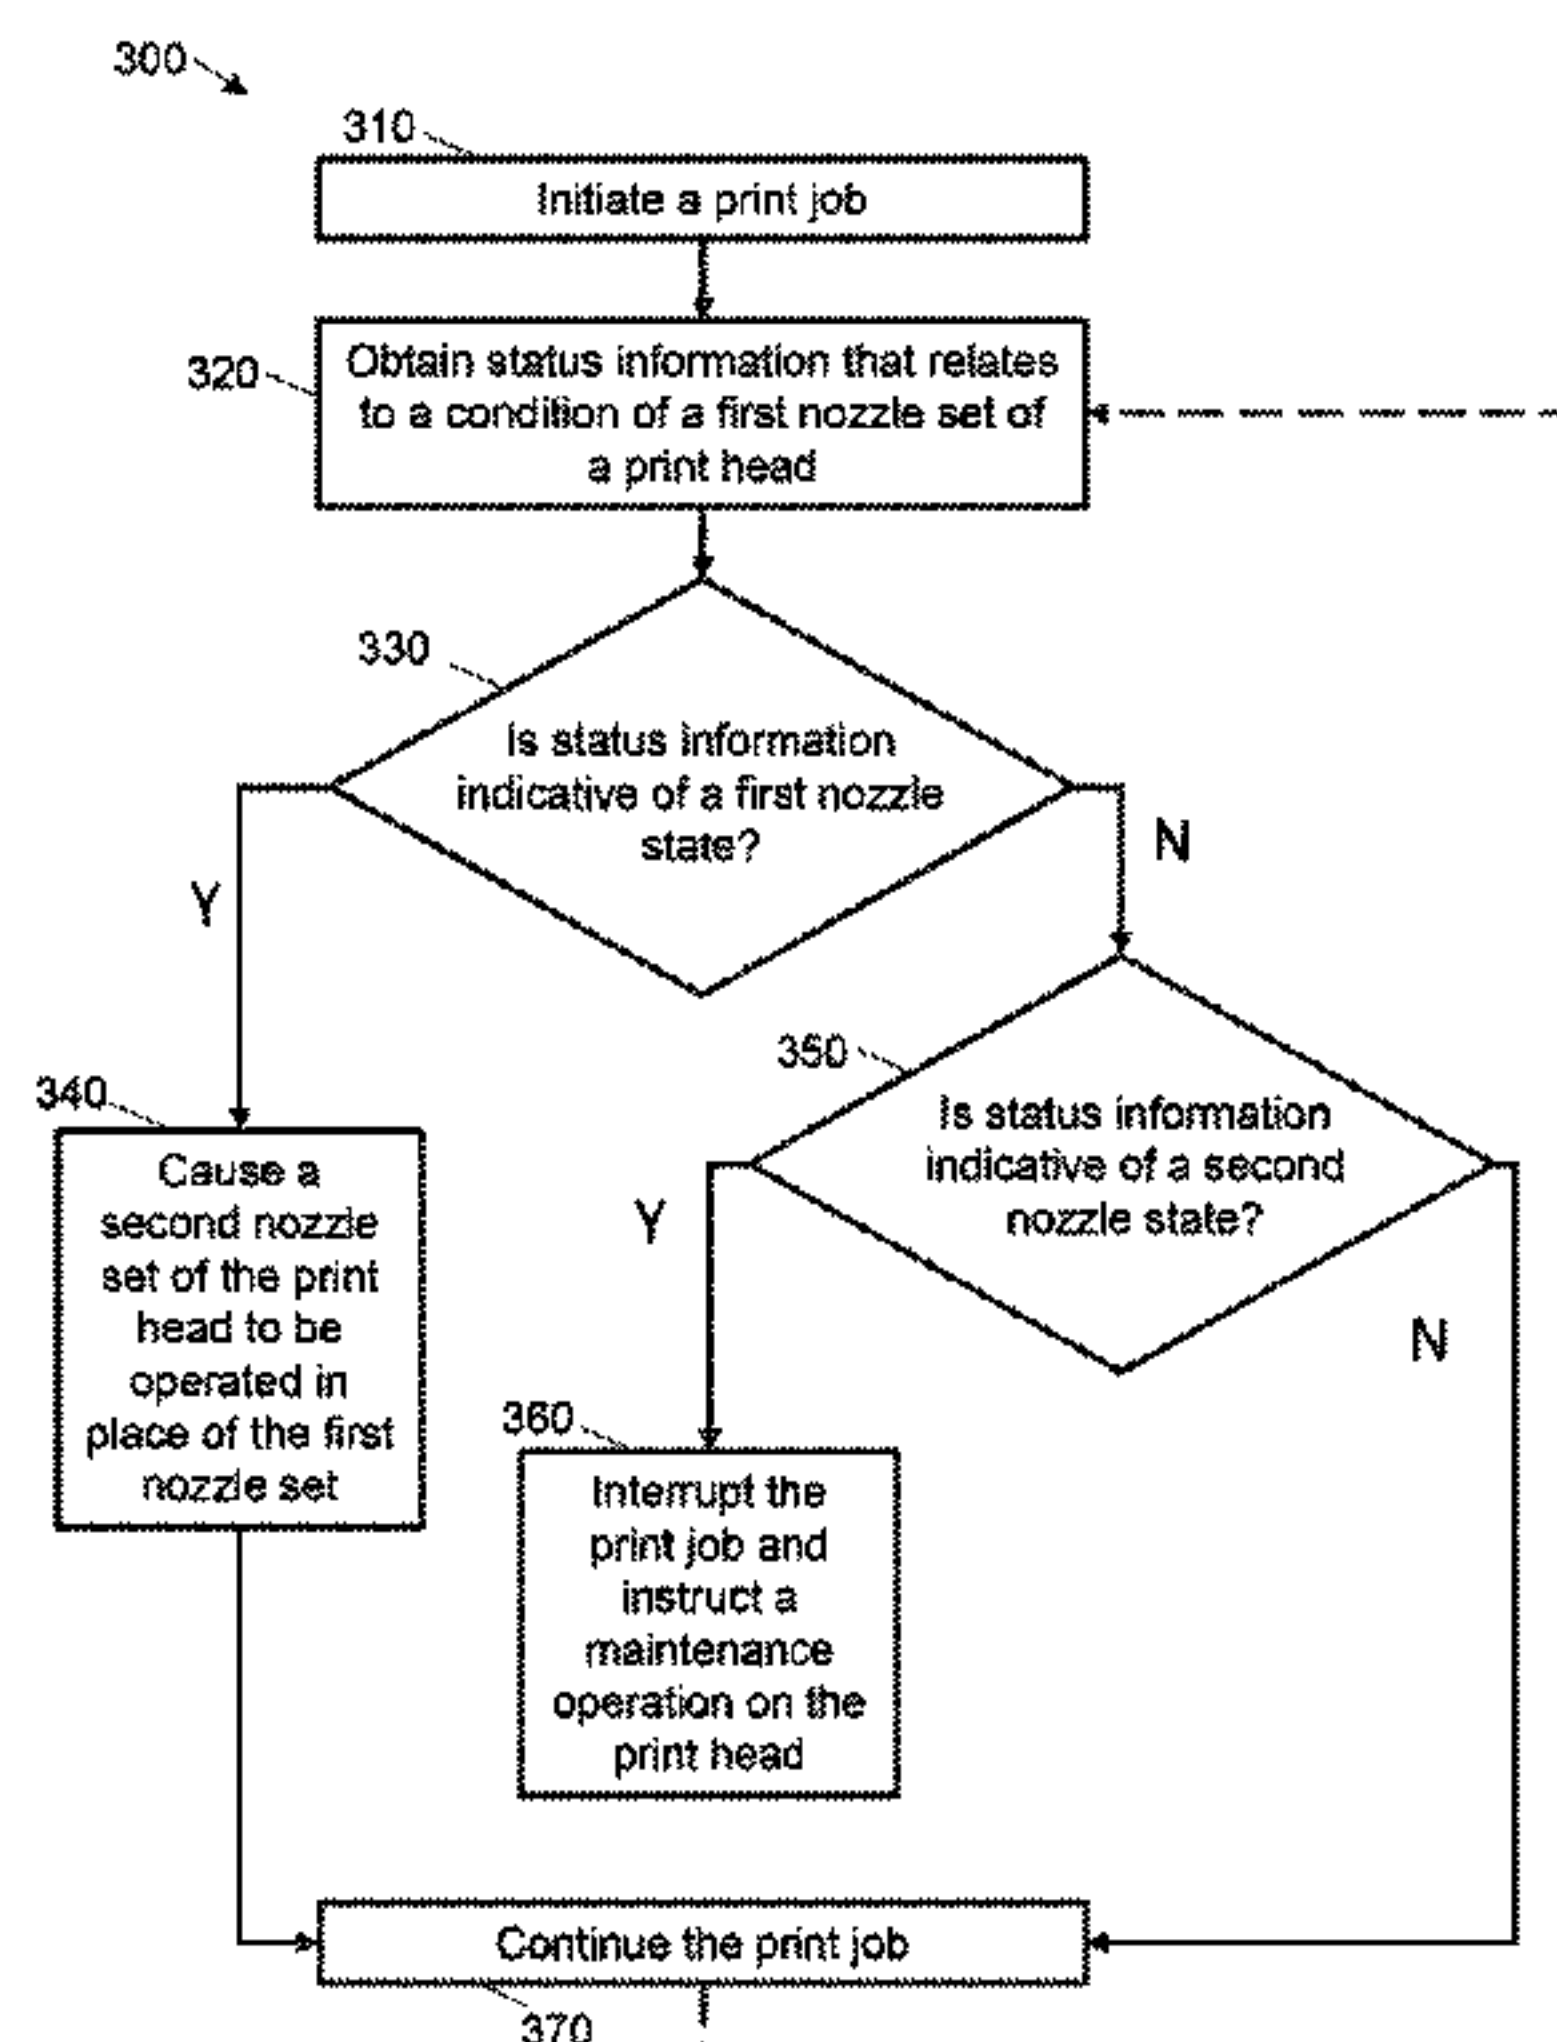 300
310
Initiate a print job
320
Obtain status information that relates
to a condition of a first nozzle set of
a print head
330
Is status information
indicative of a first nozzle
state?
Y
N
340
Cause a
second nozzle
set of the print
head to be
operated in
place of the first
nozzle set
350
Is status information
indicative of a second
nozzle state?
Y
N
360
Interrupt the
print job and
instruct a
maintenance
operation on the
print head
Continue the print job
370